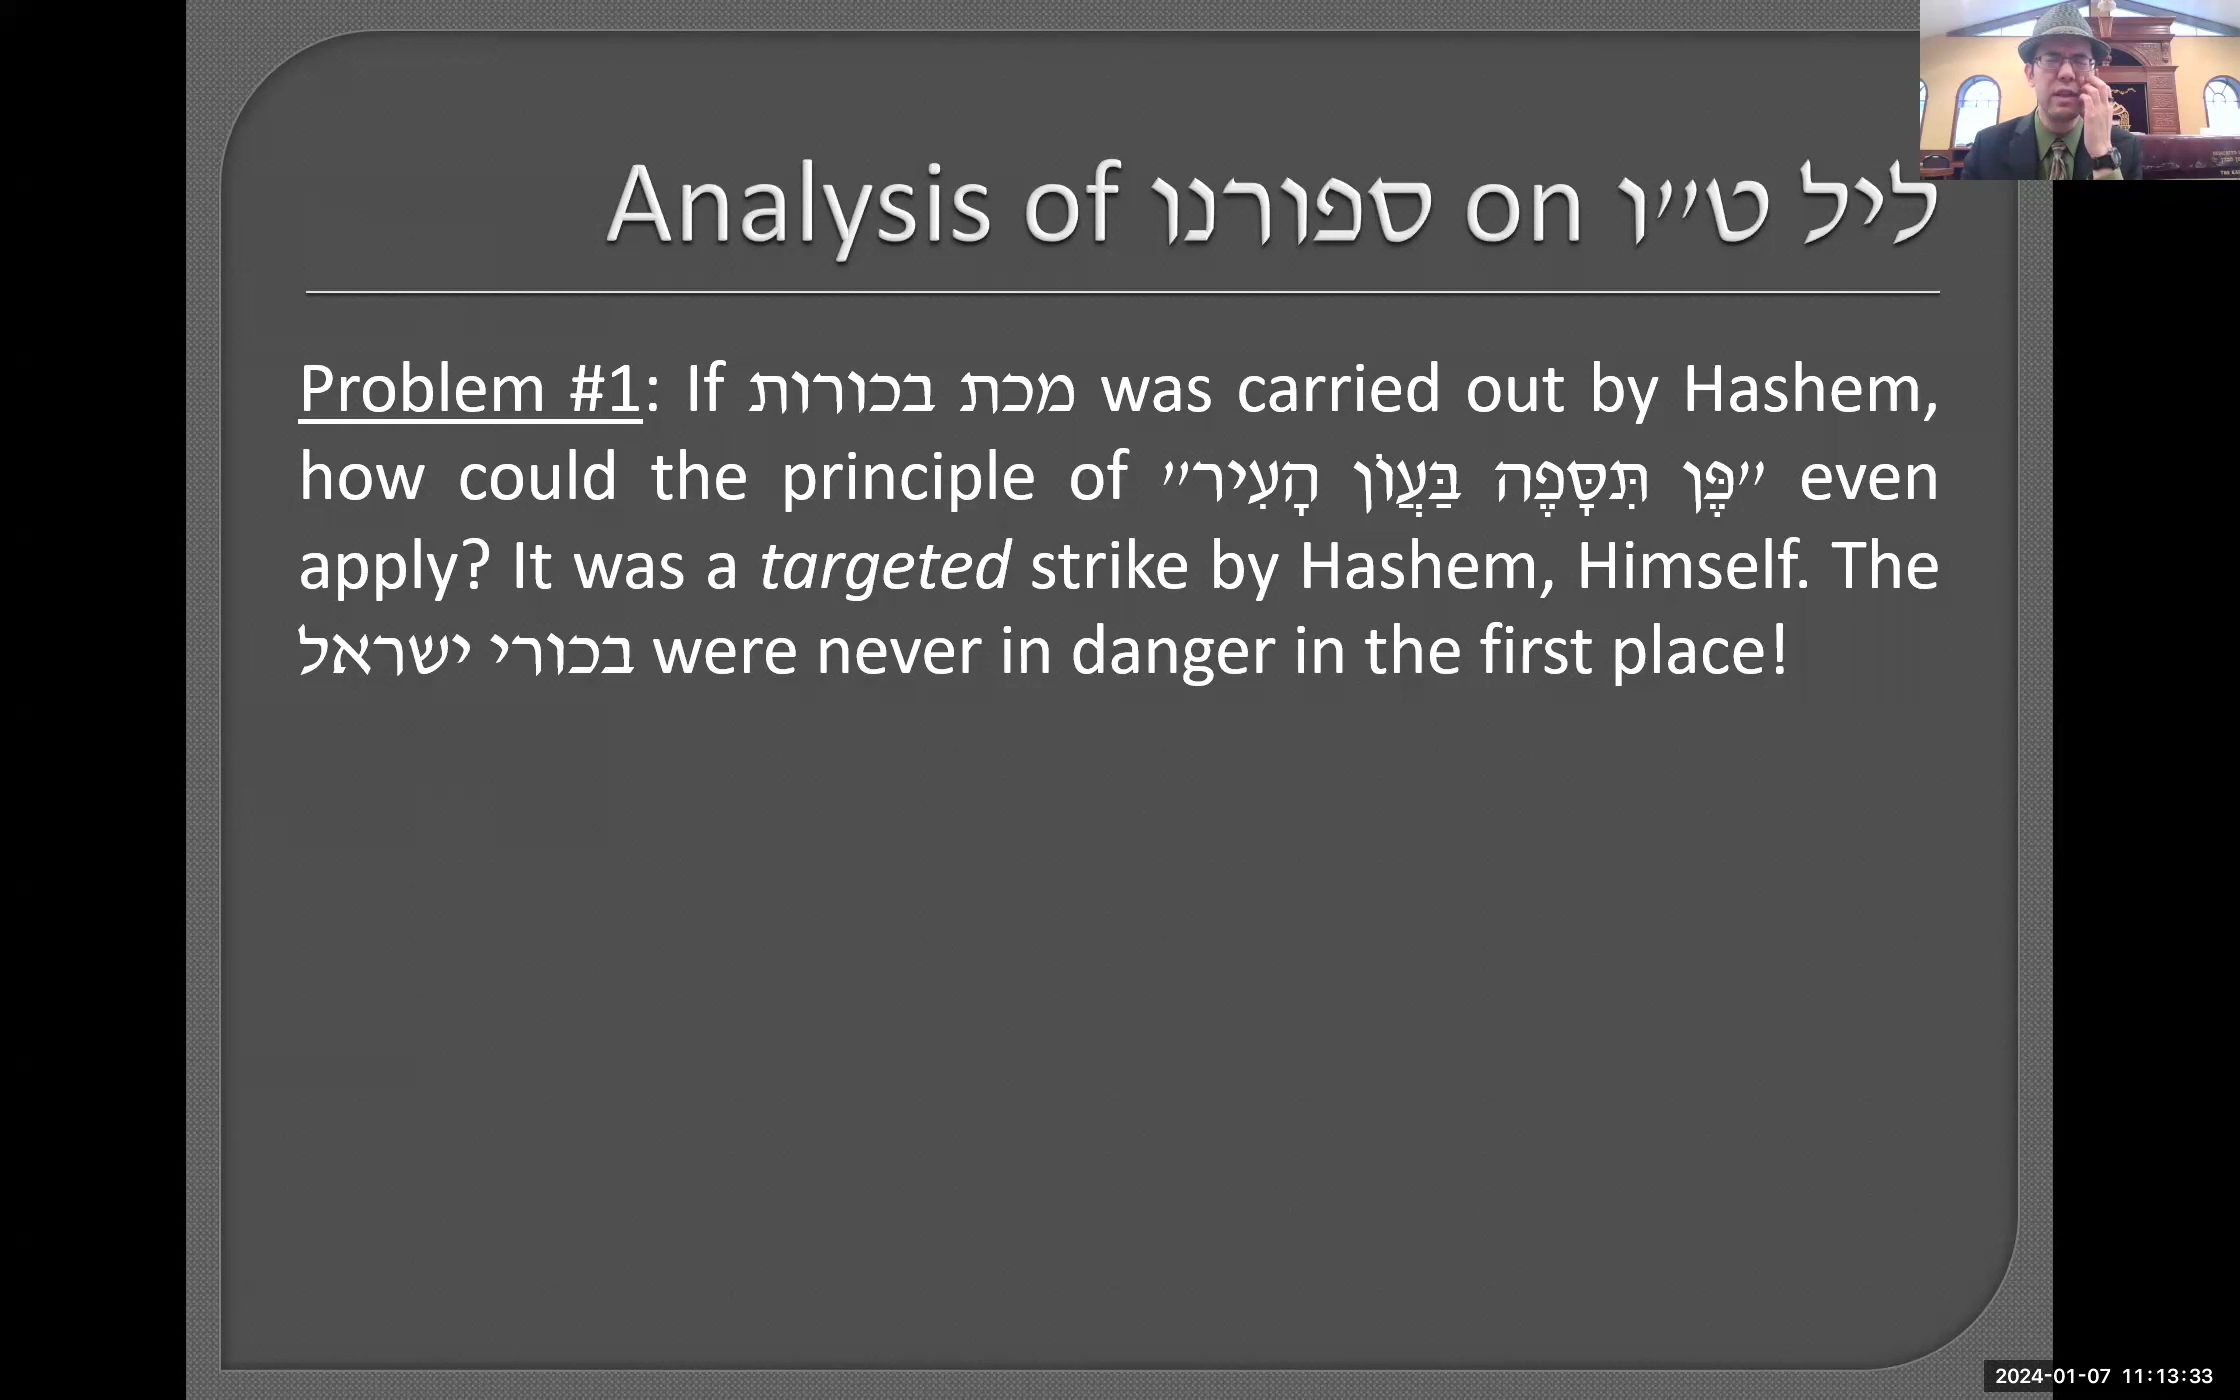 Analysis of ספורנו on ליל ט״ו
Problem #1: If מכת בכורות was carried out by Hashem,
how could the principle of ״פֶּן תִּסָּפֶה בַּעֲוֹן הָעִיר״ even
apply? It was a targeted strike by Hashem, Himself. The
בכורי ישראל were never in danger in the first place!
2024-01-07 11:13:33